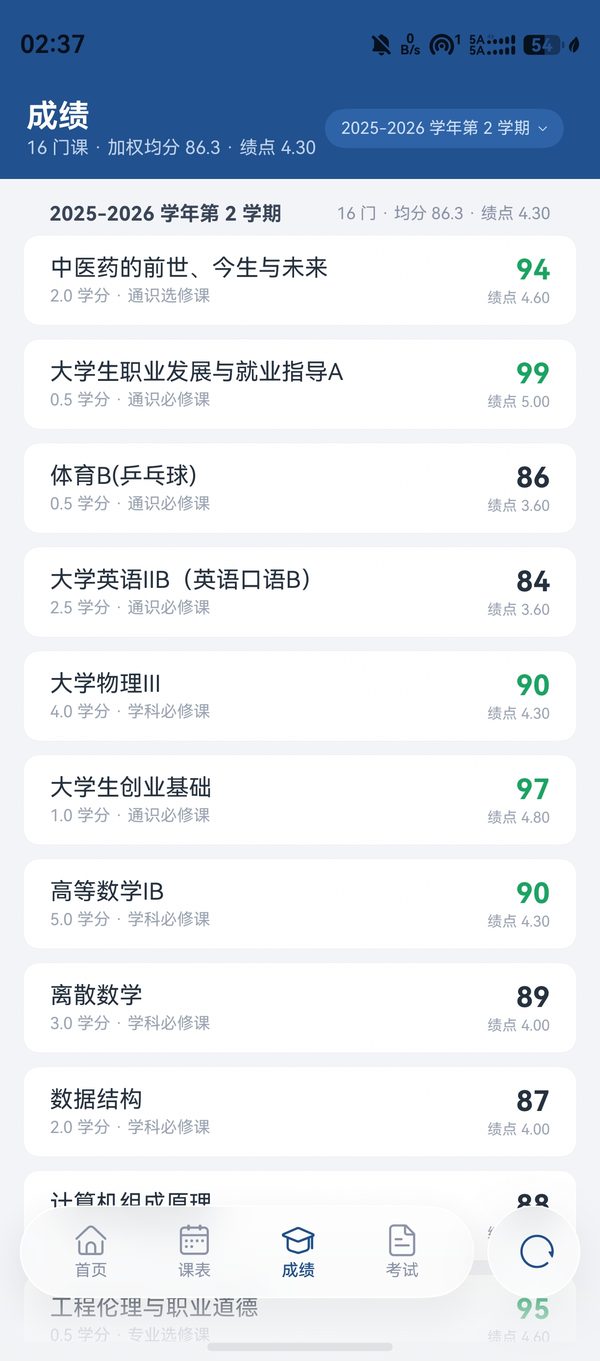 02:37
0
B/s
1
5A
5A
54
成绩
16 门课 · 加权均分 86.3 · 绩点 4.30
2025-2026 学年第 2 学期
2025-2026 学年第 2 学期
16 门 · 均分 86.3 · 绩点 4.30
中医药的前世、今生与未来
94
2.0 学分 · 通识选修课
绩点 4.60
大学生职业发展与就业指导A
99
0.5 学分 · 通识必修课
绩点 5.00
体育B(乒乓球)
86
0.5 学分 · 通识必修课
绩点 3.60
大学英语IIB（英语口语B）
84
2.5 学分 · 通识必修课
绩点 3.60
大学物理III
90
4.0 学分 · 学科必修课
绩点 4.30
大学生创业基础
97
1.0 学分 · 通识必修课
绩点 4.80
高等数学IB
90
5.0 学分 · 学科必修课
绩点 4.30
离散数学
89
3.0 学分 · 学科必修课
绩点 4.00
数据结构
87
2.0 学分 · 学科必修课
绩点 4.00
计算机组成原理
88
首页
课表
成绩
考试
工程伦理与职业道德
95
0.5 学分 · 专业选修课
绩点 4.60